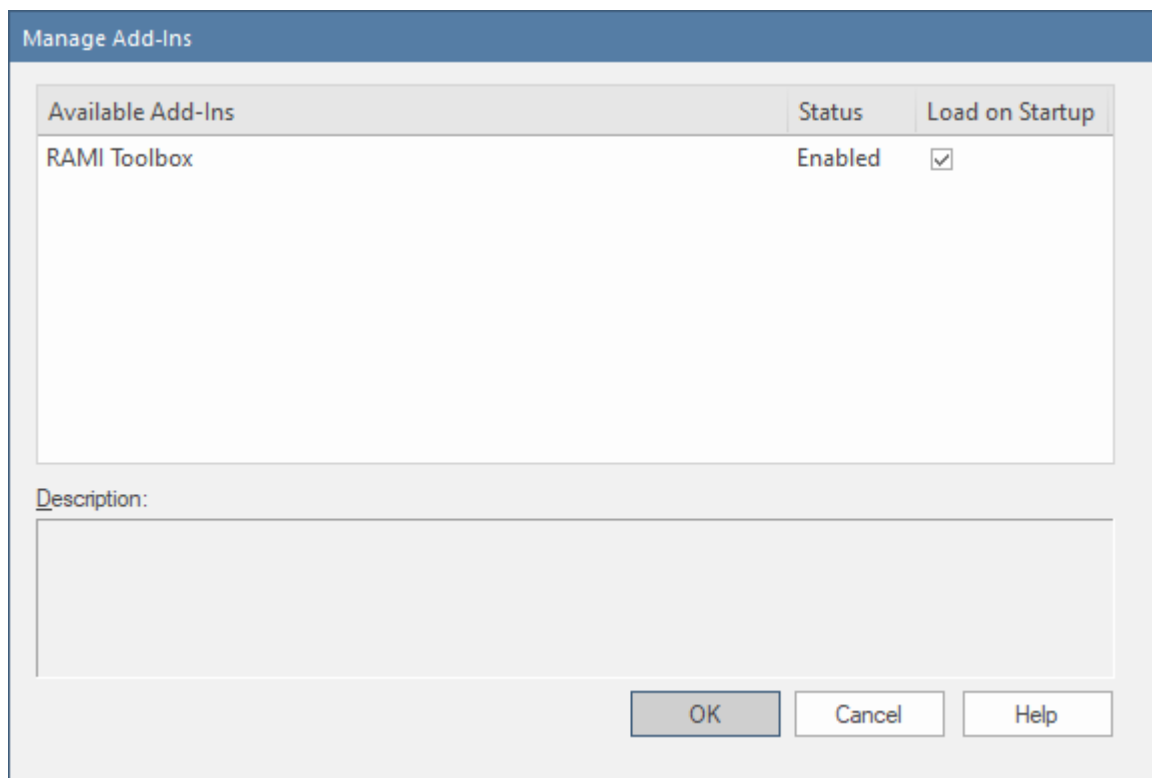 Manage Add-Ins
Available Add-Ins Status Load on Startup
RAMI Toolbox Enabled
Description:
OK Cancel Help